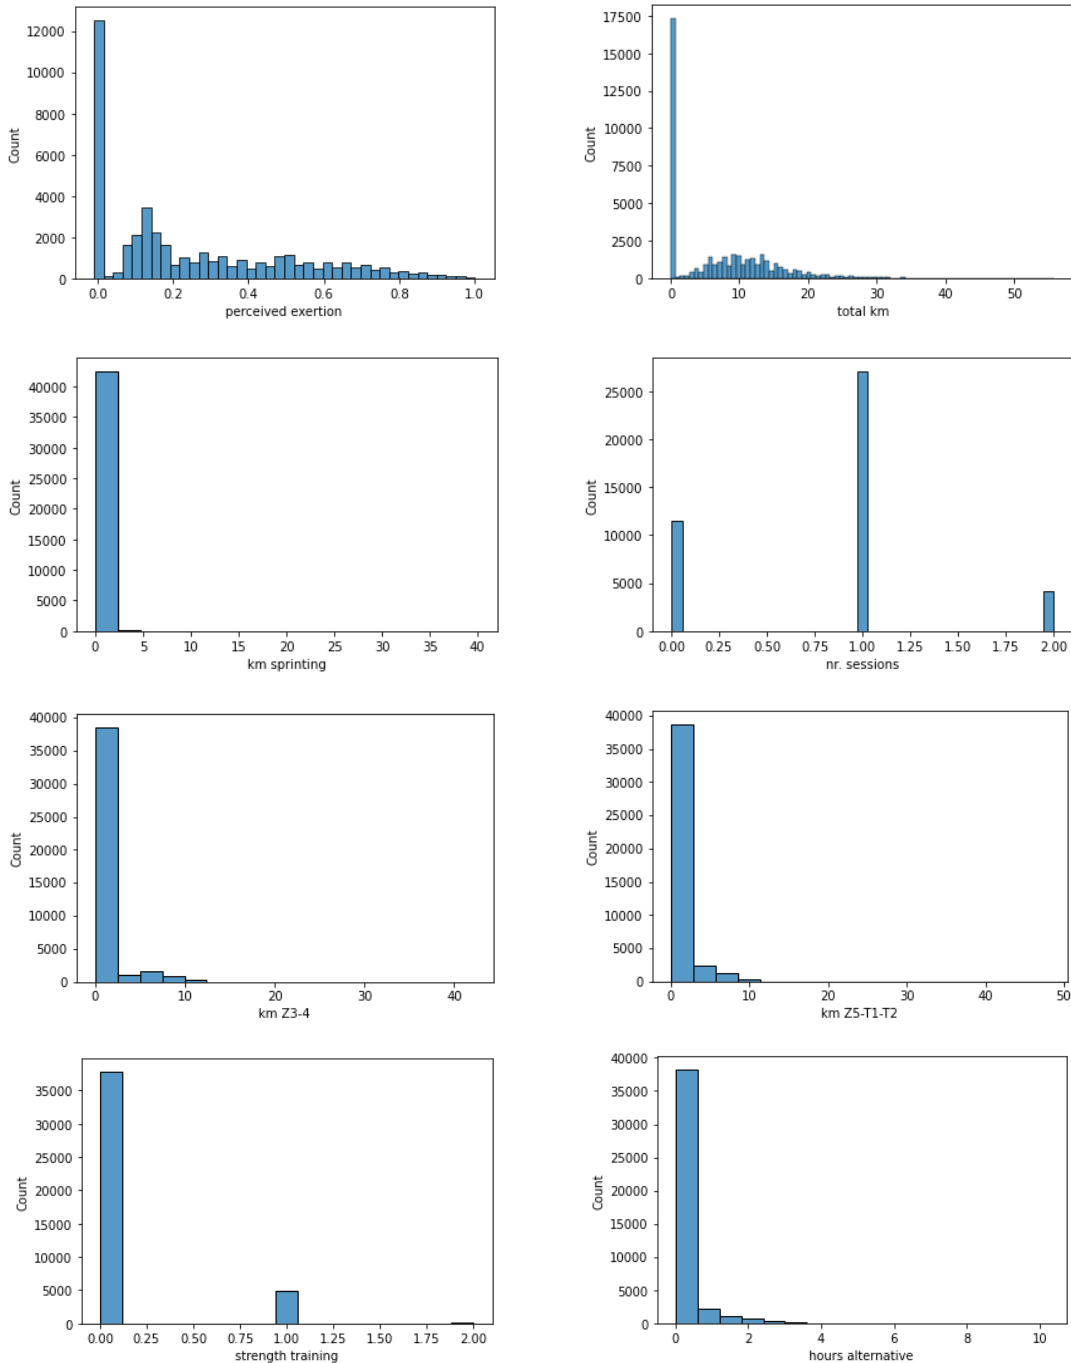 12000
10000
8000
6000
4000
2000
0
Count
0.0 0.2 0.4 0.6 0.8 1.0
perceived exertion
17500
15000
12500
10000
7500
5000
2500
0
Count
0 10 20 30 40 50
total km
40000
35000
30000
25000
20000
15000
10000
5000
0
Count
0 5 10 15 20 25 30 35 40
km sprinting
25000
20000
15000
10000
5000
0
Count
0.00 0.25 0.50 0.75 1.00 1.25 1.50 1.75 2.00
nr. sessions
40000
35000
30000
25000
20000
15000
10000
5000
0
Count
0 10 20 30 40
km Z3-4
40000
35000
30000
25000
20000
15000
10000
5000
0
Count
0 10 20 30 40 50
km Z5-T1-T2
35000
30000
25000
20000
15000
10000
5000
0
Count
0.00 0.25 0.50 0.75 1.00 1.25 1.50 1.75 2.00
strength training
40000
35000
30000
25000
20000
15000
10000
5000
0
Count
0 2 4 6 8 10
hours alternative